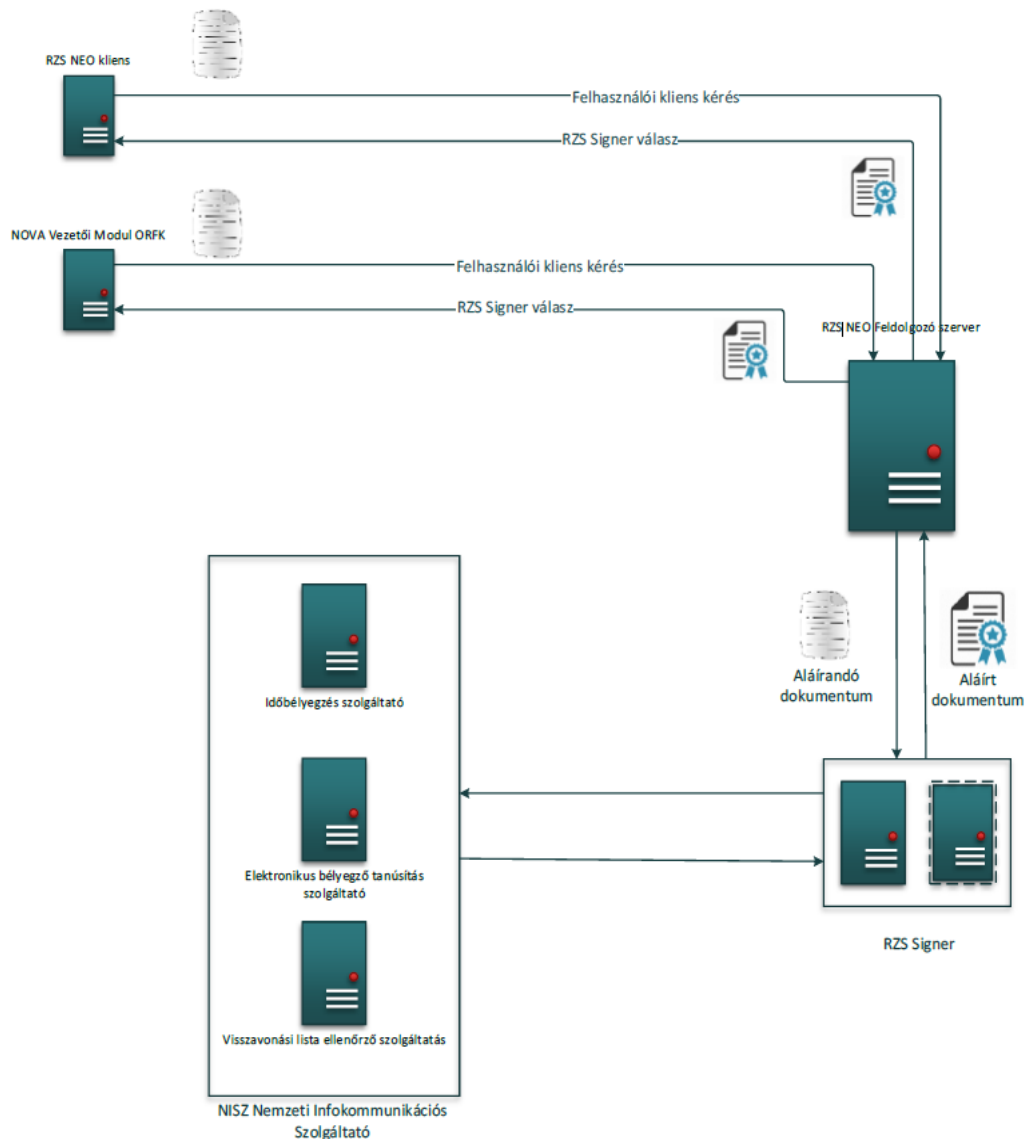 RZS NEO kliens
Felhasználói kliens kérés
RZS Signer válasz
NOVA Vezetői Modul ORFK
Felhasználói kliens kérés
RZS Signer válasz
RZS NEO Feldolgozó szerver
Időbélyegzés szolgáltató
Aláírandó
dokumentum
Aláírt
dokumentum
Elektronikus bélyegző tanúsítás
szolgáltató
RZS Signer
Visszavonási lista ellenőrző szolgáltatás
NISZ Nemzeti Infokommunikációs
Szolgáltató